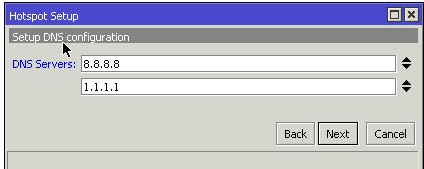 Hotspot Setup
Setup DNS configuration
DNS Servers: 8.8.8.8
1.1.1.1
Back Next Cancel